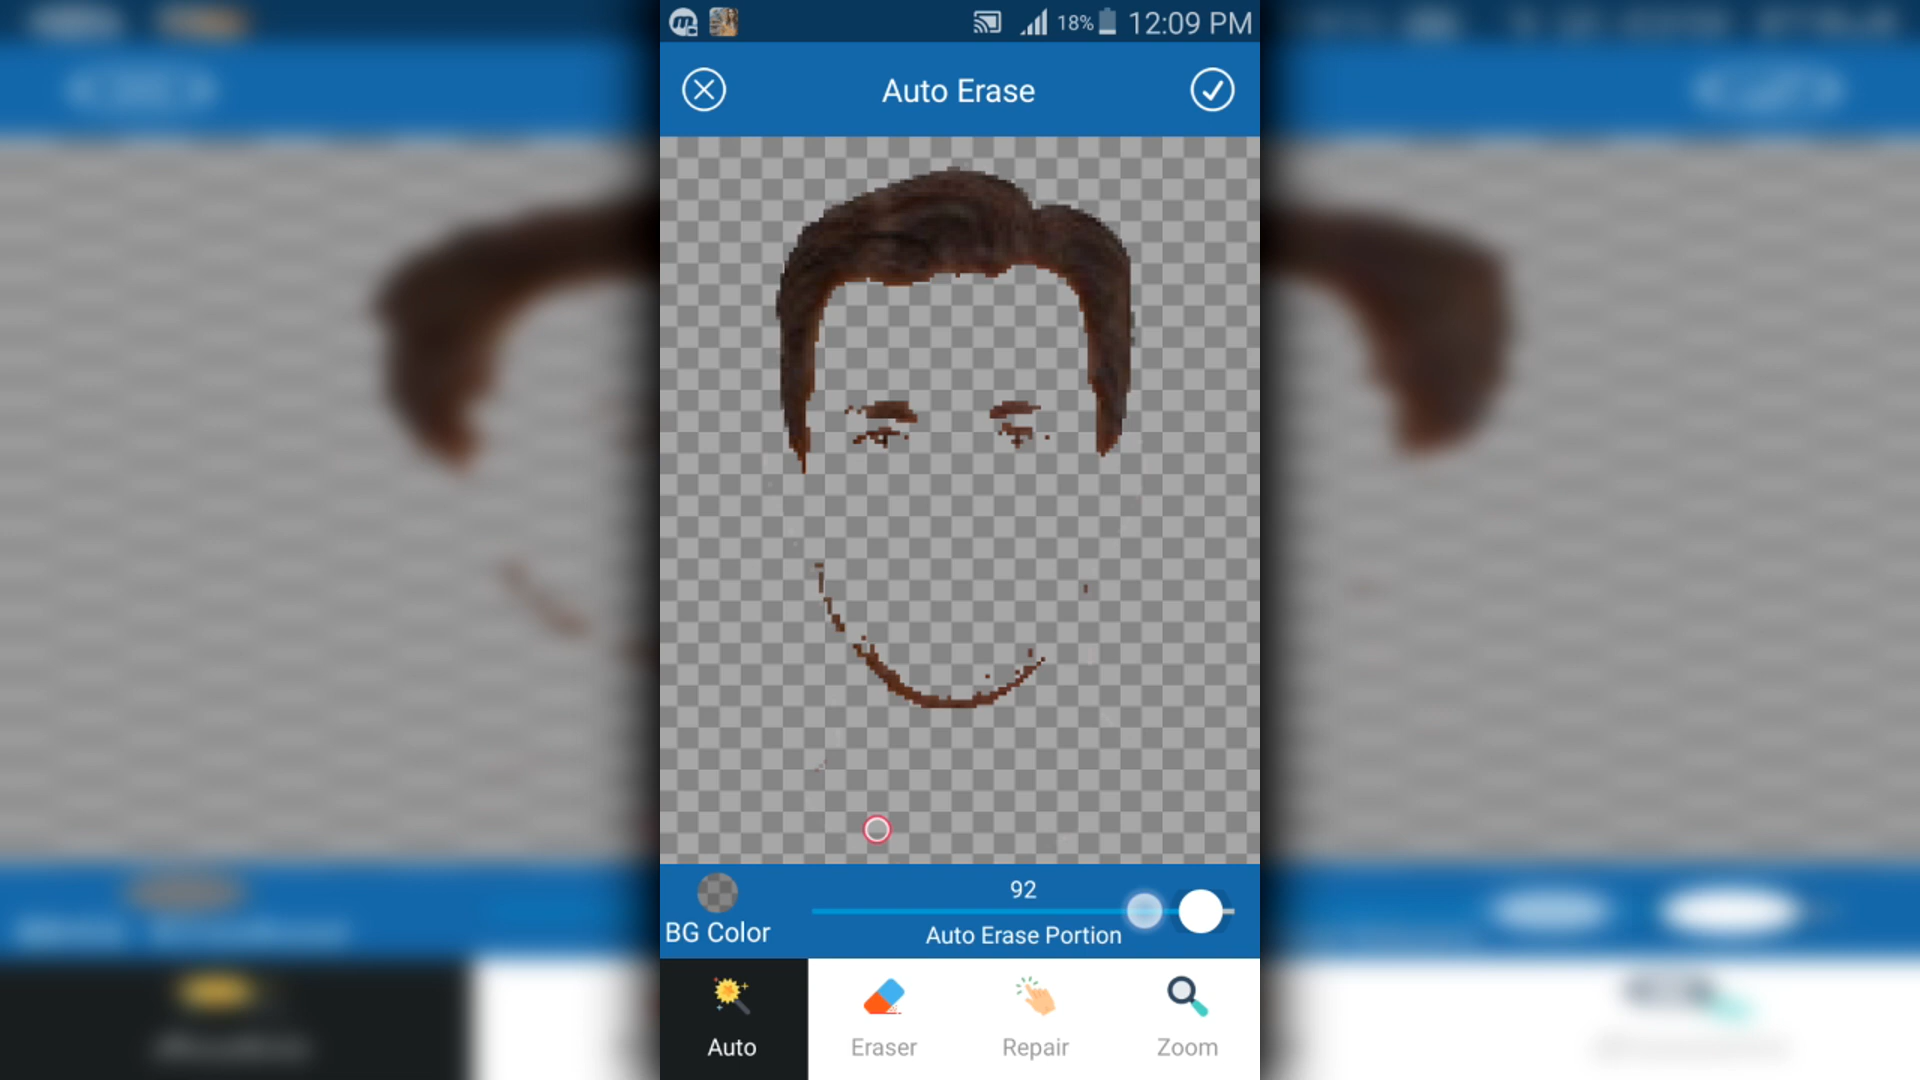 18% 12:09 PM
Auto Erase
92
BG Color
Auto Erase Portion
Auto Eraser Repair Zoom